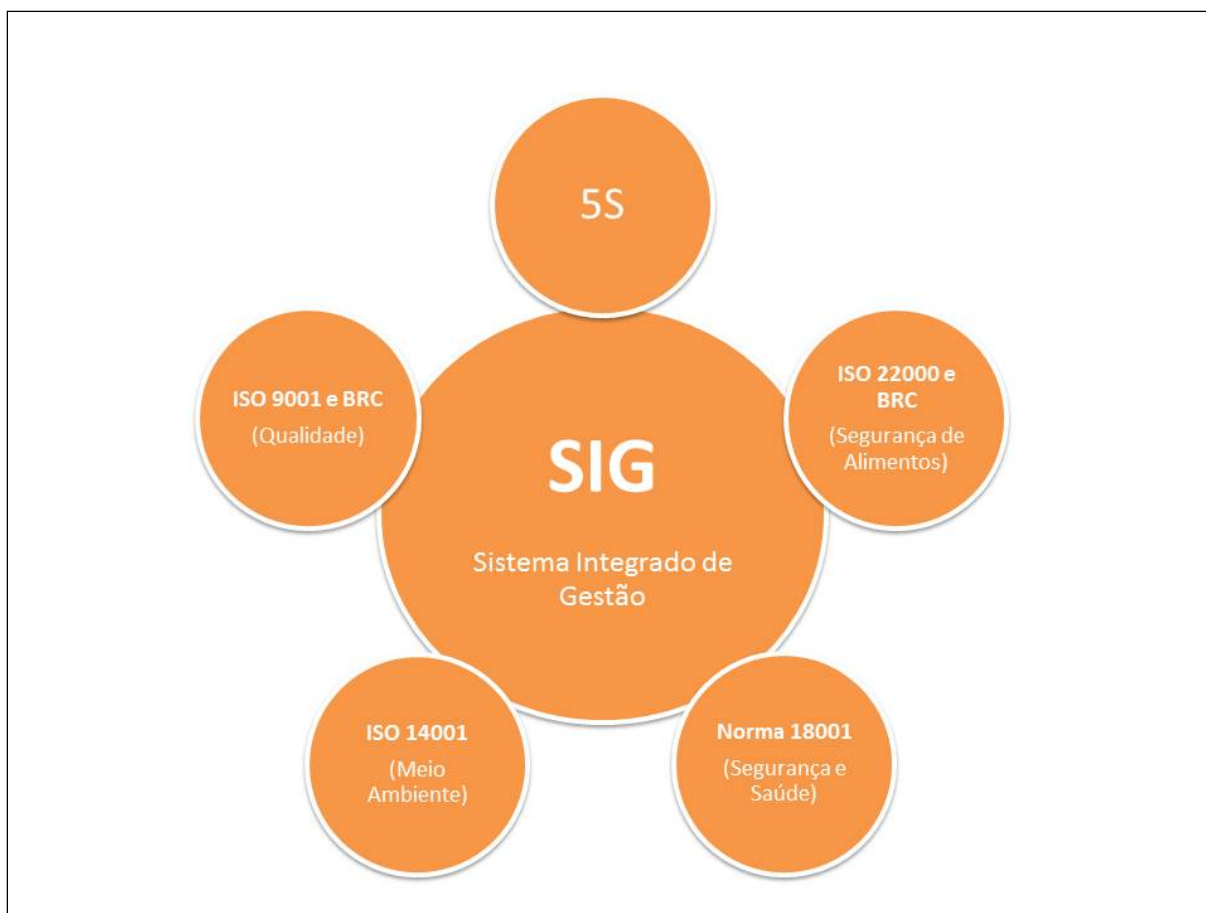 5S
ISO 9001 e BRC
(Qualidade)
ISO 22000 e
BRC
(Segurança de
Alimentos)
SIG
Sistema Integrado de
Gestão
ISO 14001
(Meio
Ambiente)
Norma 18001
(Segurança e
Saúde)